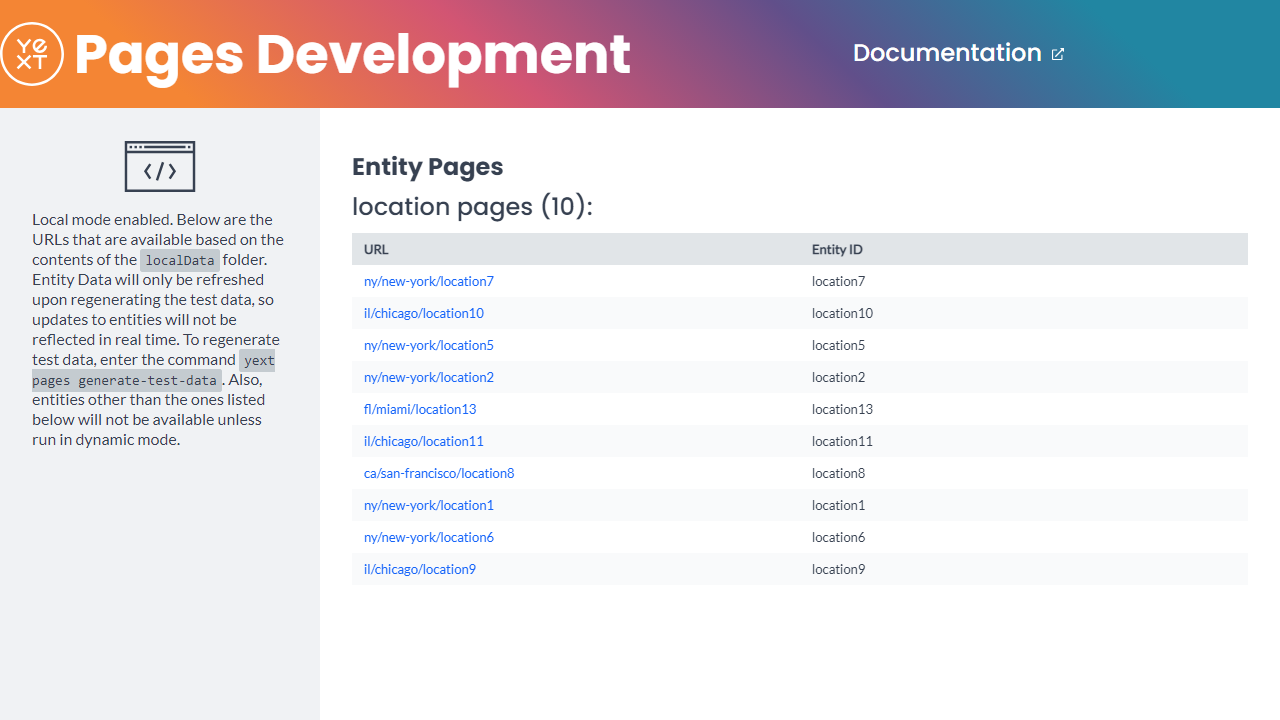 YEXT Pages Development
Documentation
</>
Local mode enabled. Below are the
URLs that are available based on the
contents of the localData folder.
Entity Data will only be refreshed
upon regenerating the test data, so
updates to entities will not be
reflected in real time. To regenerate
test data, enter the command yext
pages generate-test-data. Also,
entities other than the ones listed
below will not be available unless
run in dynamic mode.
Entity Pages
location pages (10):
URL Entity ID
ny/new-york/location7 location7
il/chicago/location10 location10
ny/new-york/location5 location5
ny/new-york/location2 location2
fl/miami/location13 location13
il/chicago/location11 location11
ca/san-francisco/location8 location8
ny/new-york/location1 location1
ny/new-york/location6 location6
il/chicago/location9 location9